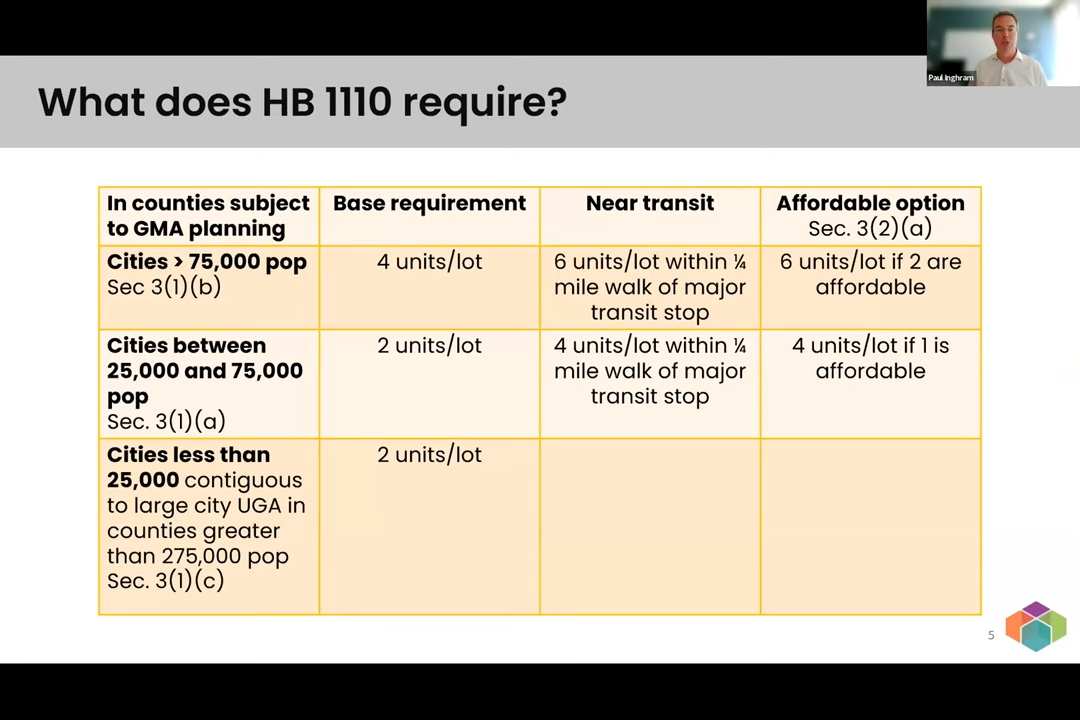 Paul Inghram
What does HB 1110 require?
In counties subject
to GMA planning
Base requirement
Near transit
Affordable option
Sec. 3(2)(a)
Cities > 75,000 pop
Sec 3(1)(b)
4 units/lot
6 units/lot within ¼
mile walk of major
transit stop
6 units/lot if 2 are
affordable
Cities between
25,000 and 75,000
pop
Sec. 3(1)(a)
2 units/lot
4 units/lot within ¼
mile walk of major
transit stop
4 units/lot if 1 is
affordable
Cities less than
25,000 contiguous
to large city UGA in
counties greater
than 275,000 pop
Sec. 3(1)(c)
2 units/lot
5